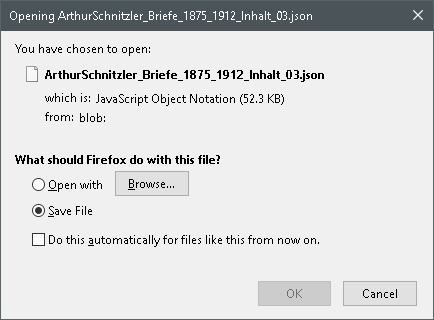 Opening ArthurSchnitzler_Briefe_1875_1912_Inhalt_03.json
You have chosen to open:
ArthurSchnitzler_Briefe_1875_1912_Inhalt_03.json
which is: JavaScript Object Notation (52.3 KB)
from: blob:
What should Firefox do with this file?
Open with Browse...
Save File
Do this automatically for files like this from now on.
OK Cancel